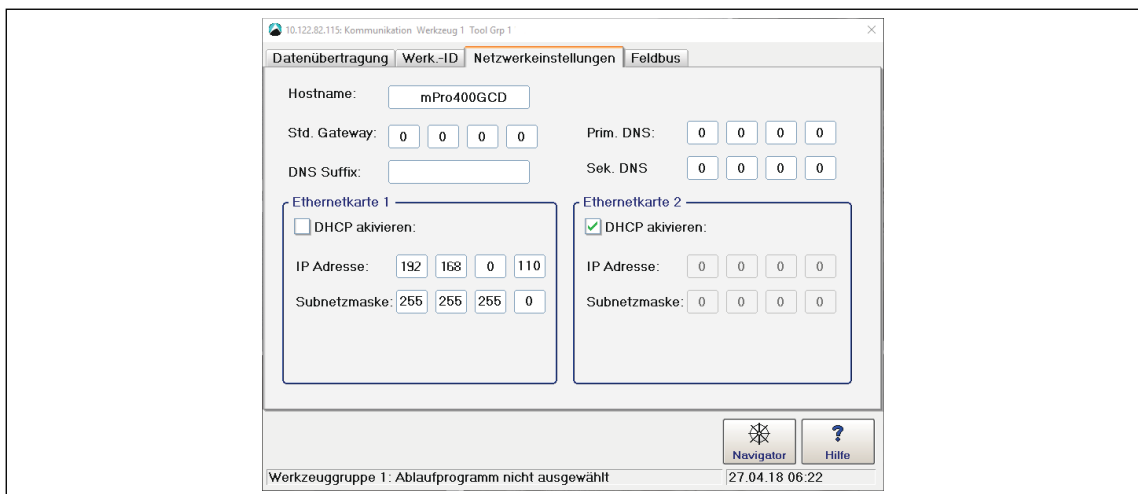 10.122.82.115: Kommunikation Werkzeug 1 Tool Grp 1
Datenübertragung Werk.-ID Netzwerkeinstellungen Feldbus
Hostname: mPro400GCD
Std. Gateway: 0 0 0 0 Prim. DNS: 0 0 0 0
DNS Suffix: Sek. DNS 0 0 0 0
Ethernetkarte 1 Ethernetkarte 2
DHCP akivieren: DHCP akivieren:
IP Adresse: 192 168 0 110 IP Adresse: 0 0 0 0
Subnetzmaske: 255 255 255 0 Subnetzmaske: 0 0 0 0
Navigator ? Hilfe
Werkzeuggruppe 1: Ablaufprogramm nicht ausgewählt 27.04.18 06:22